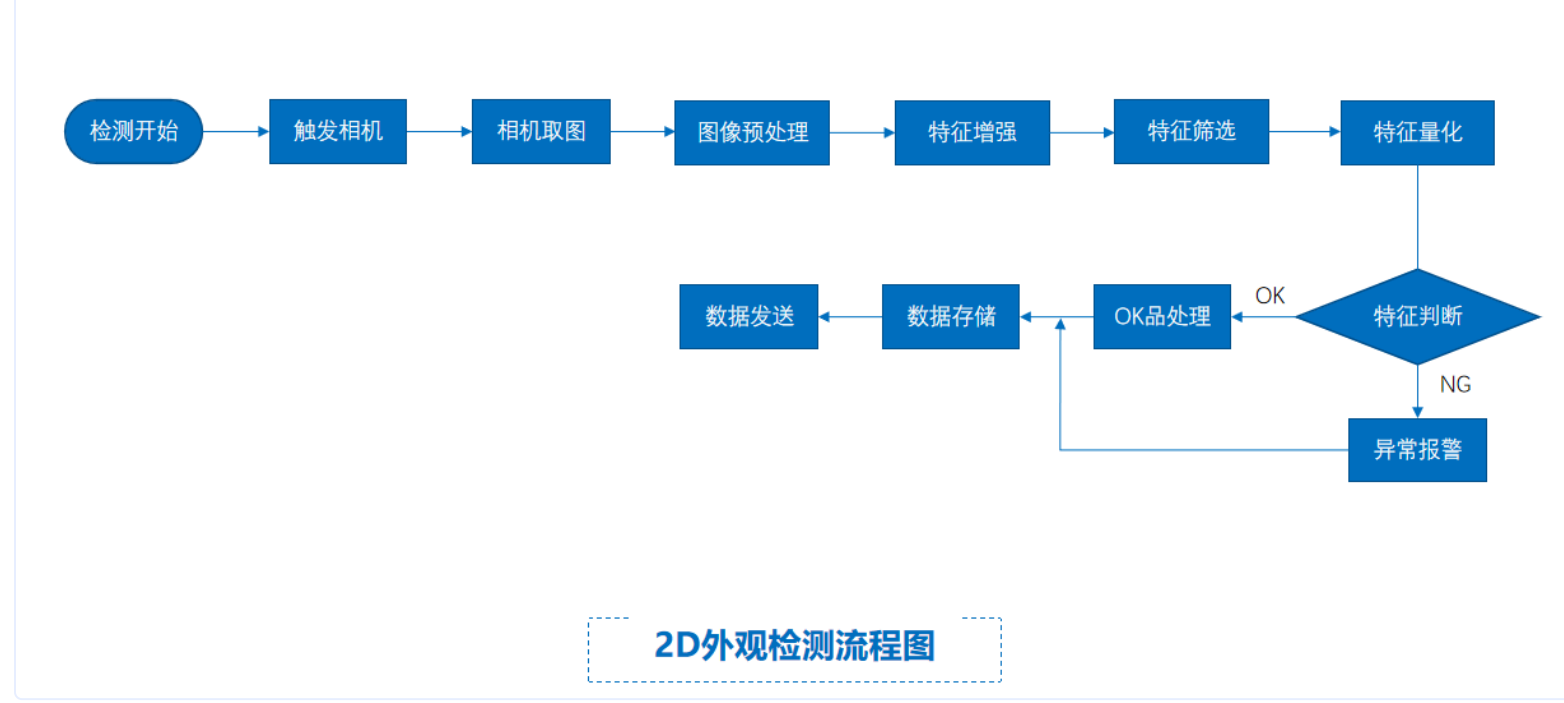 检测开始
触发相机
相机取图
图像预处理
特征增强
特征筛选
特征量化
数据发送
数据存储
OK品处理
OK
特征判断
NG
异常报警
2D外观检测流程图